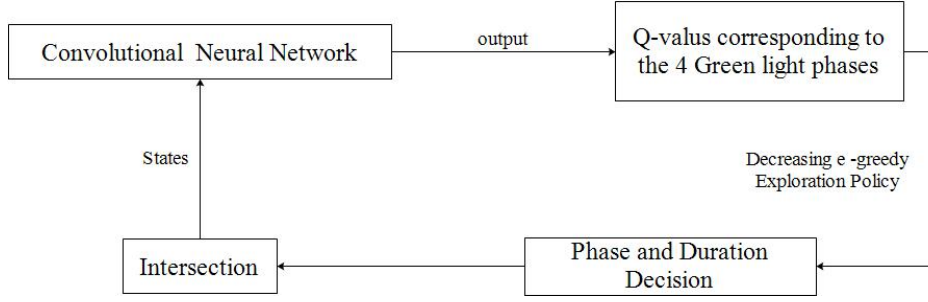 Convolutional Neural Network
output
Q-valus corresponding to
the 4 Green light phases
States
Decreasing e -greedy
Exploration Policy
Intersection
Phase and Duration
Decision